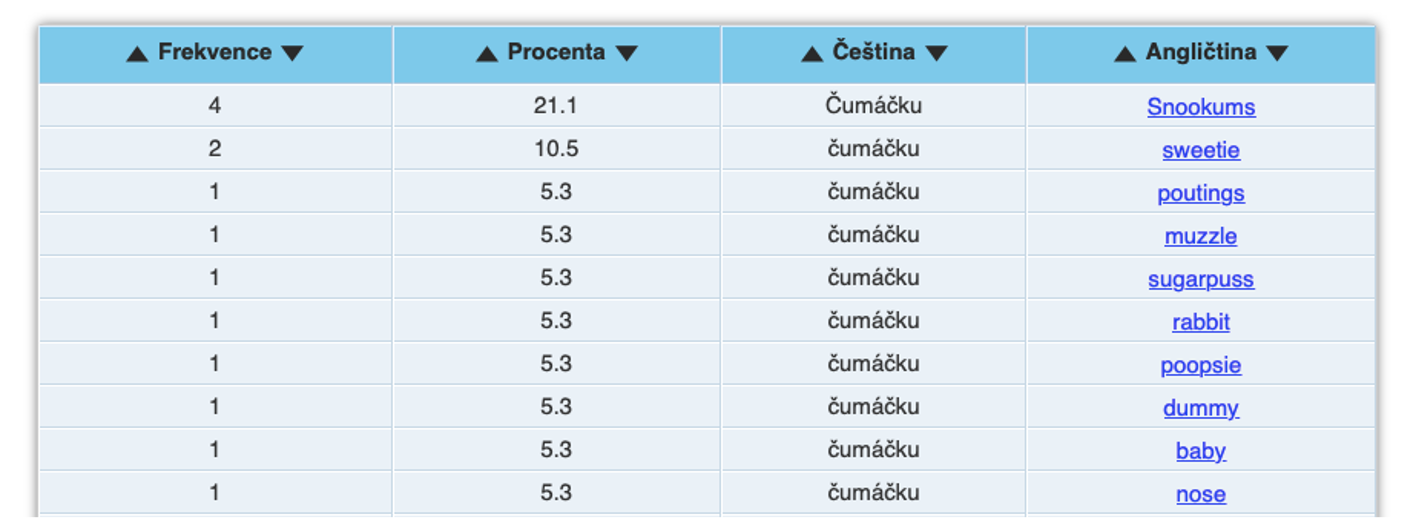 ▲ Frekvence ▼ ▲ Procenta ▼ ▲ Čeština ▼ ▲ Angličtina ▼
4 21.1 Čumáčku Snookums
2 10.5 čumáčku sweetie
1 5.3 čumáčku poutings
1 5.3 čumáčku muzzle
1 5.3 čumáčku sugarpuss
1 5.3 čumáčku rabbit
1 5.3 čumáčku poopsie
1 5.3 čumáčku dummy
1 5.3 čumáčku baby
1 5.3 čumáčku nose